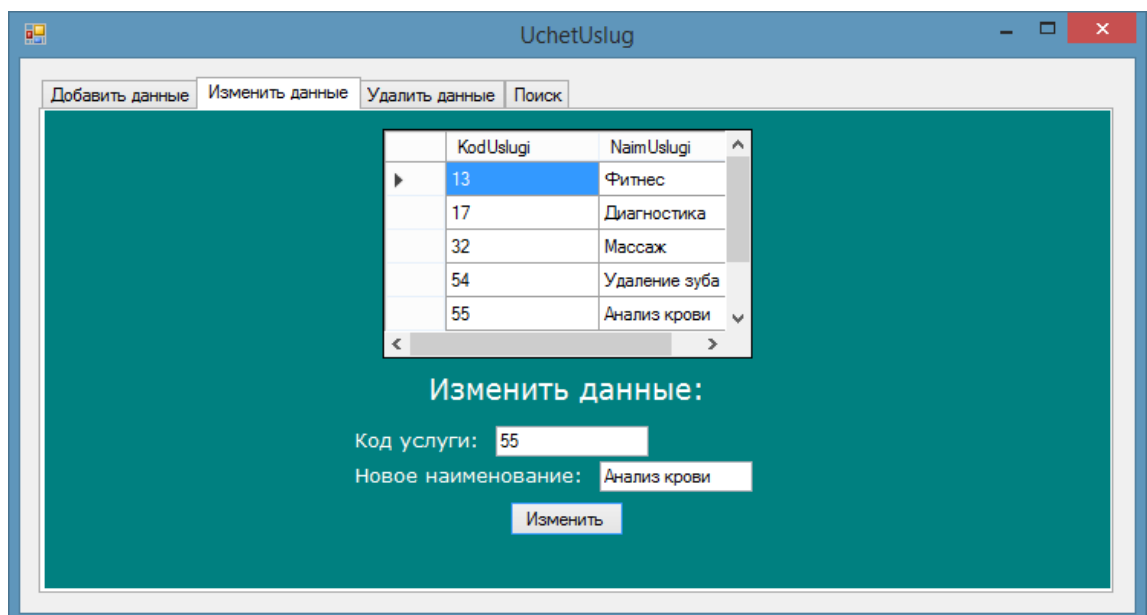 UchetUslug
Добавить данные Изменить данные Удалить данные Поиск
KodUslugi NaimUslugi
13 Фитнес
17 Диагностика
32 Массаж
54 Удаление зуба
55 Анализ крови
Изменить данные:
Код услуги: 55
Новое наименование: Анализ крови
Изменить